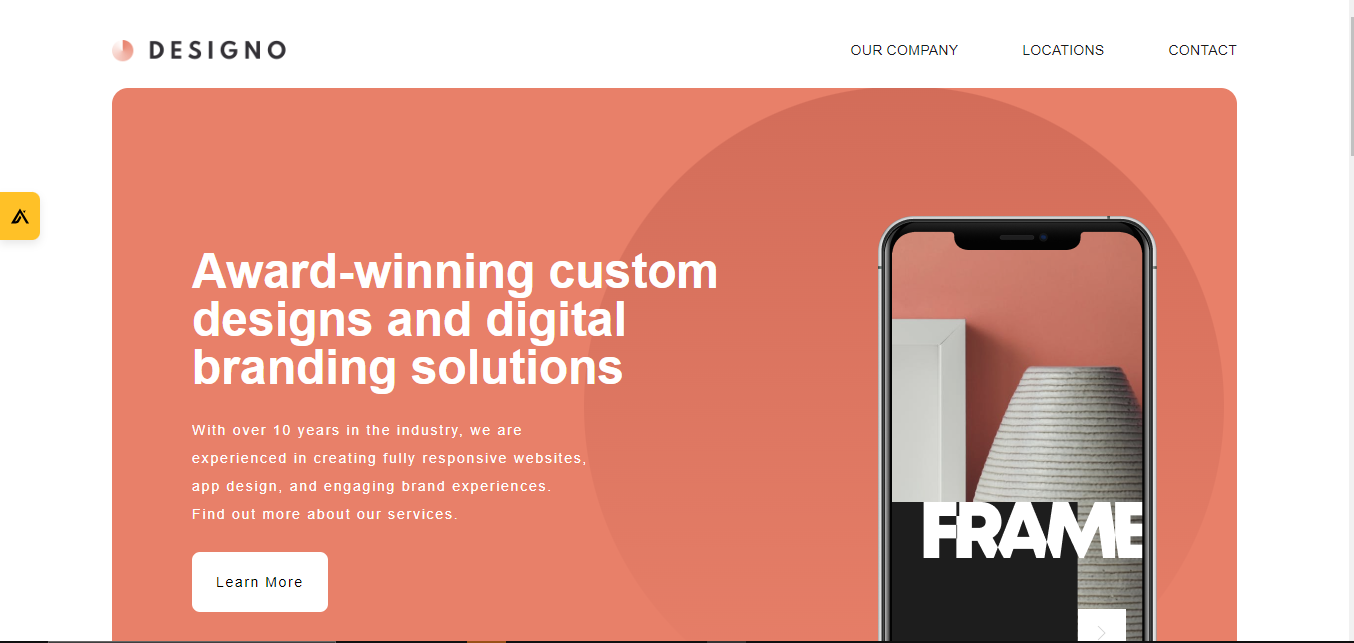 DESIGNO
OUR COMPANY
LOCATIONS
CONTACT
Award-winning custom
designs and digital
branding solutions
With over 10 years in the industry, we are
experienced in creating fully responsive websites,
app design, and engaging brand experiences.
Find out more about our services.
FRAME
Learn More